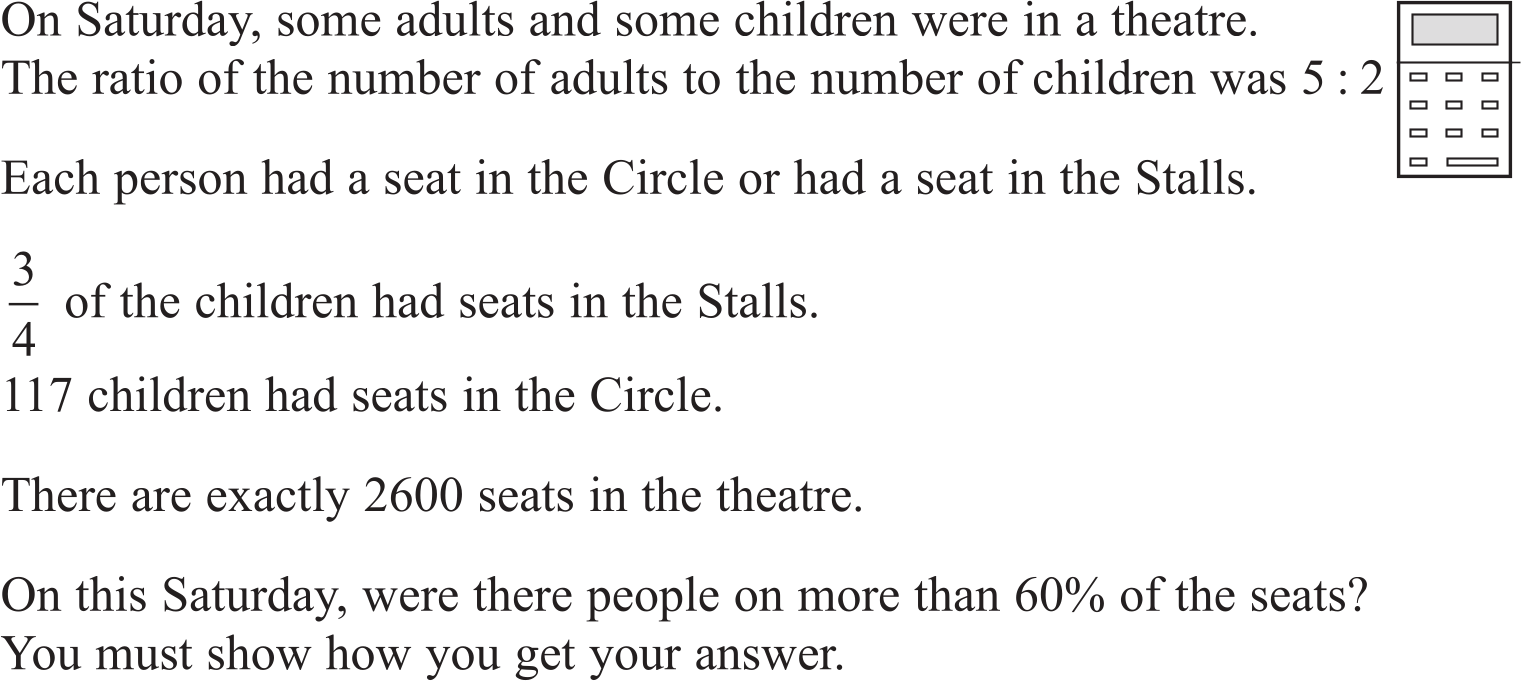 On Saturday, some adults and some children were in a theatre.
The ratio of the number of adults to the number of children was 5 : 2
Each person had a seat in the Circle or had a seat in the Stalls.
3/4 of the children had seats in the Stalls.
117 children had seats in the Circle.
There are exactly 2600 seats in the theatre.
On this Saturday, were there people on more than 60% of the seats?
You must show how you get your answer.